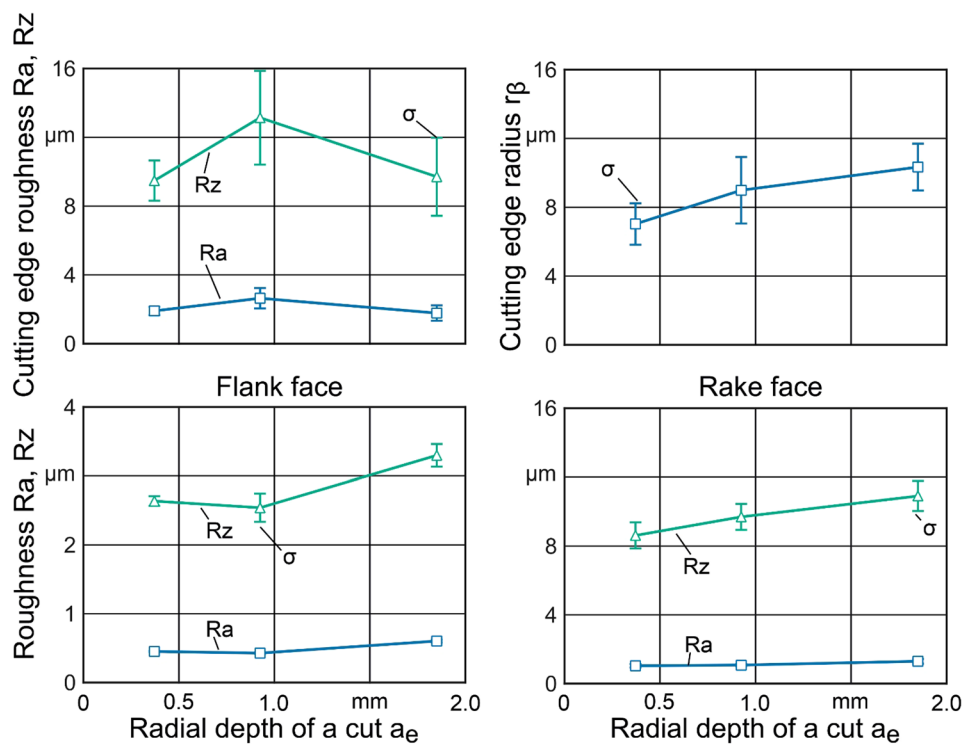 Cutting edge roughness Ra, Rz
16
µm
8
4
0
σ
Rz
Ra
Cutting edge radius rβ
16
µm
8
4
0
σ
Flank face
Roughness Ra, Rz
4
µm
2
1
0
Rz
σ
Ra
0
0.5
1.0
mm
2.0
Radial depth of a cut ae
Rake face
16
µm
8
4
0
Rz
σ
Ra
0
0.5
1.0
mm
2.0
Radial depth of a cut ae